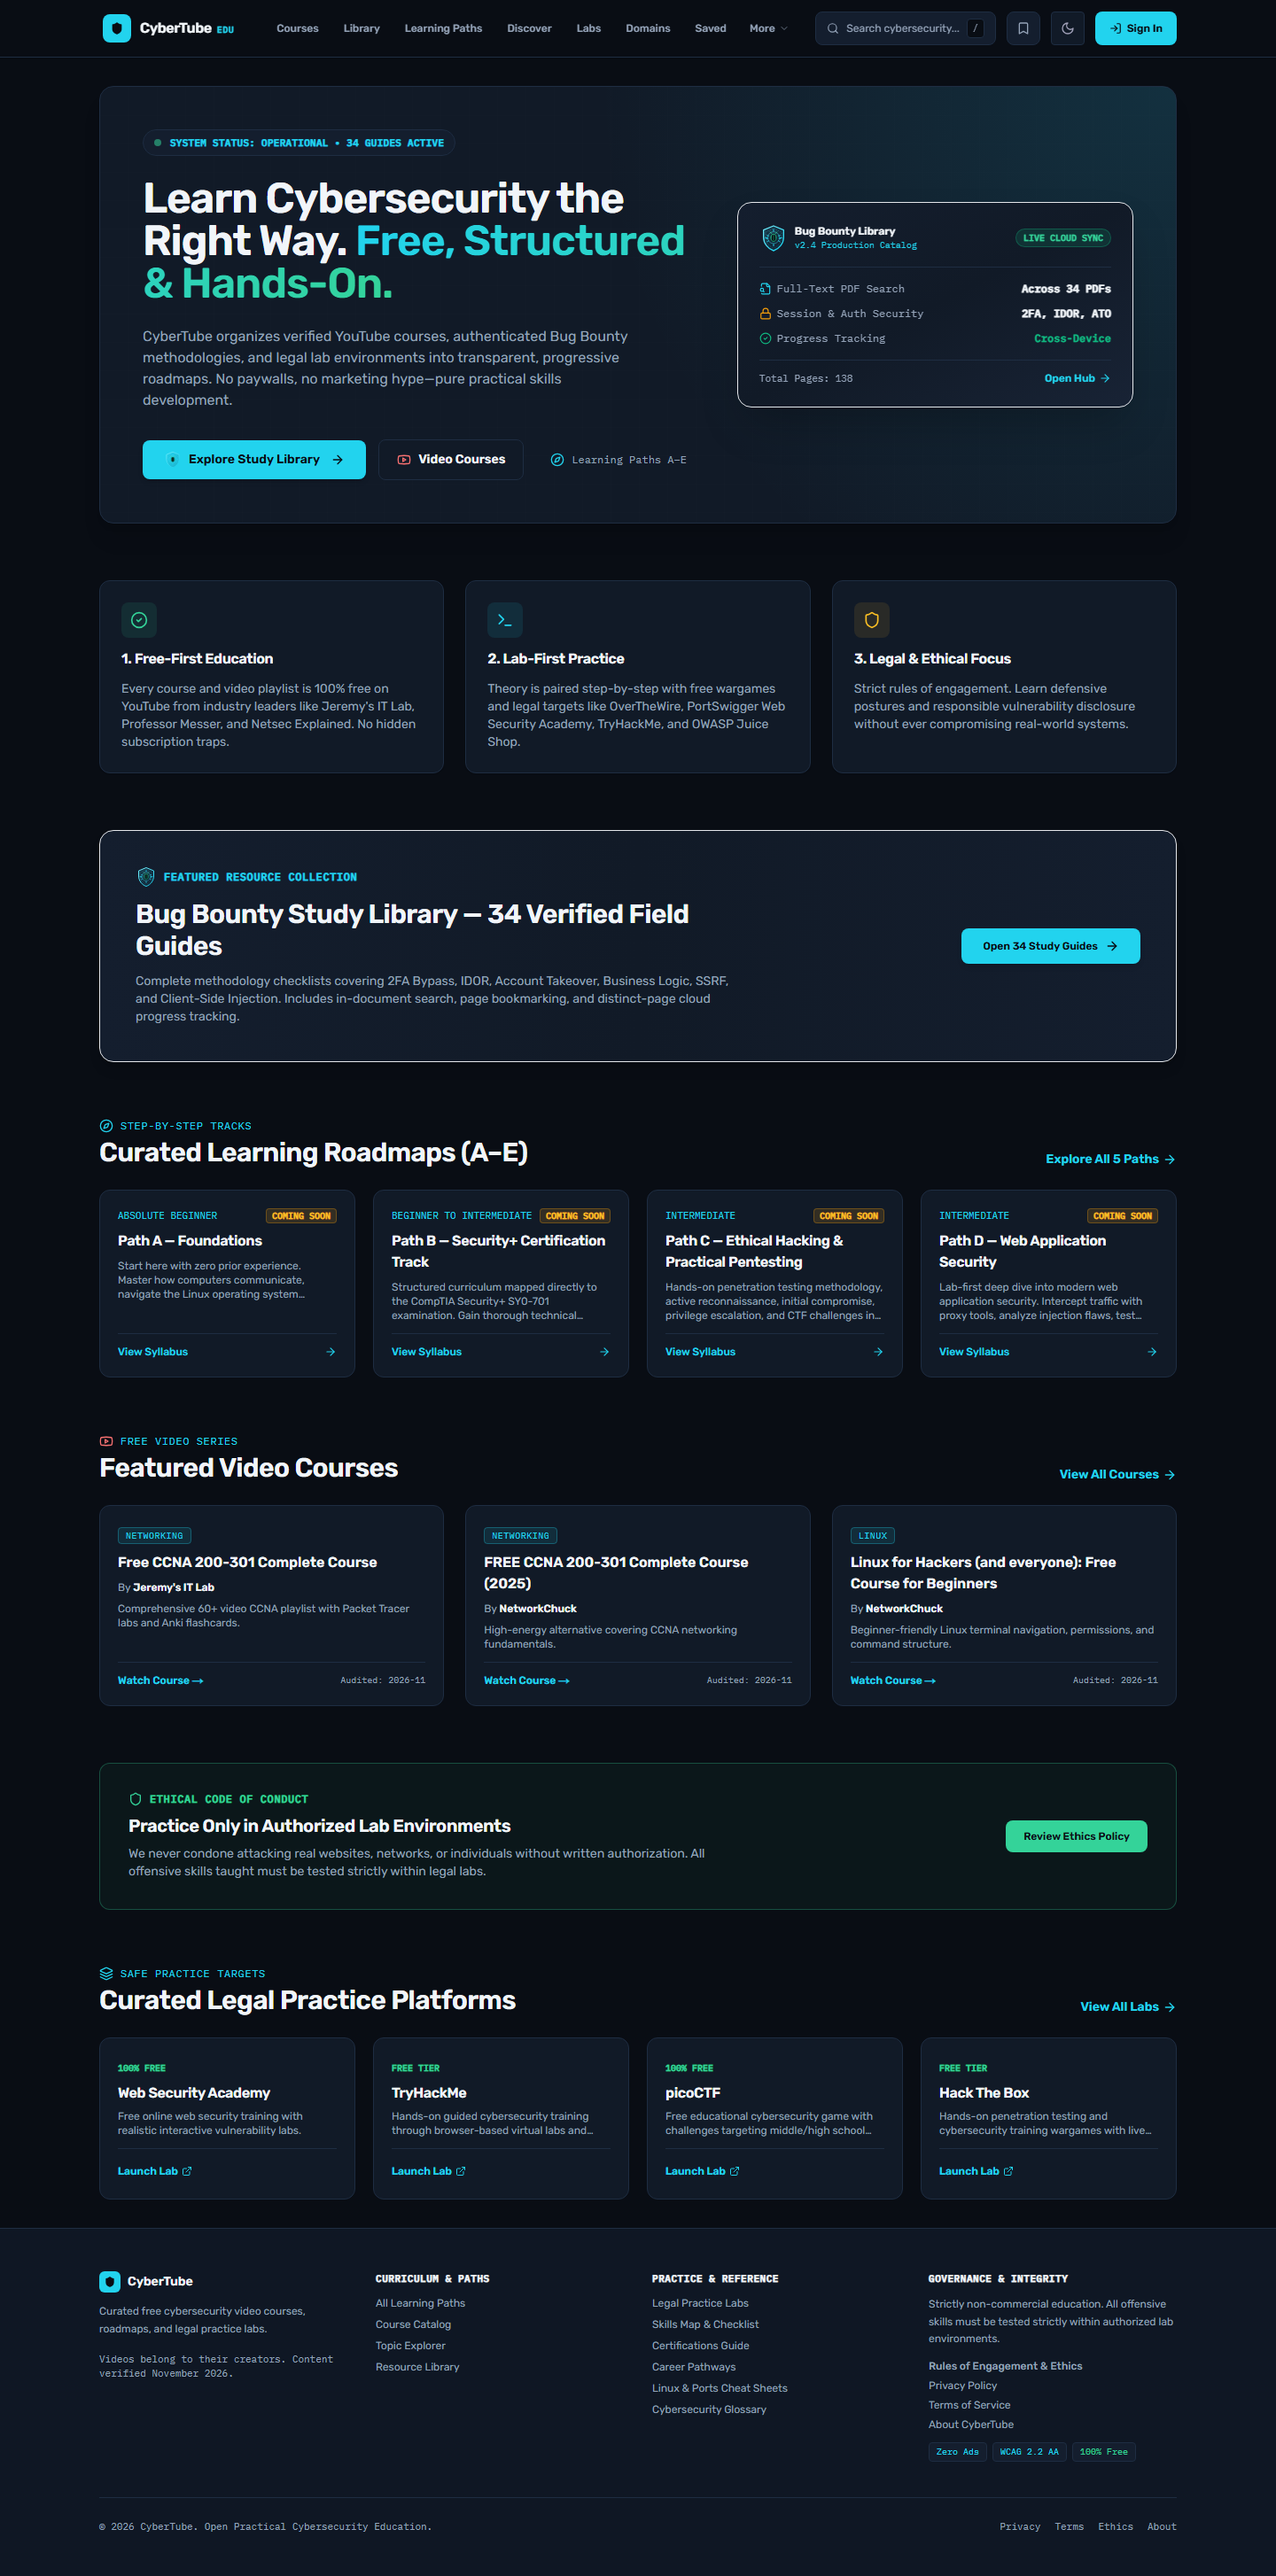 CyberTube EDU
Courses
Library
Learning Paths
Discover
Labs
Domains
Saved
More
Search cybersecurity...
/
Sign In
SYSTEM STATUS: OPERATIONAL • 34 GUIDES ACTIVE
Learn Cybersecurity the
Right Way. Free, Structured
& Hands-On.
CyberTube organizes verified YouTube courses, authenticated Bug Bounty
methodologies, and legal lab environments into transparent, progressive
roadmaps. No paywalls, no marketing hype—pure practical skills
development.
Explore Study Library
Video Courses
Learning Paths A–E
Bug Bounty Library
v2.4 Production Catalog
LIVE CLOUD SYNC
Full-Text PDF Search
Across 34 PDFs
Session & Auth Security
2FA, IDOR, ATO
Progress Tracking
Cross-Device
Total Pages: 138
Open Hub
1. Free-First Education
Every course and video playlist is 100% free on
YouTube from industry leaders like Jeremy's IT Lab,
Professor Messer, and Netsec Explained. No hidden
subscription traps.
2. Lab-First Practice
Theory is paired step-by-step with free wargames
and legal targets like OverTheWire, PortSwigger Web
Security Academy, TryHackMe, and OWASP Juice
Shop.
3. Legal & Ethical Focus
Strict rules of engagement. Learn defensive
postures and responsible vulnerability disclosure
without ever compromising real-world systems.
FEATURED RESOURCE COLLECTION
Bug Bounty Study Library — 34 Verified Field
Guides
Complete methodology checklists covering 2FA Bypass, IDOR, Account Takeover, Business Logic, SSRF,
and Client-Side Injection. Includes in-document search, page bookmarking, and distinct-page cloud
progress tracking.
Open 34 Study Guides
STEP-BY-STEP TRACKS
Curated Learning Roadmaps (A–E)
Explore All 5 Paths
ABSOLUTE BEGINNER
COMING SOON
Path A — Foundations
Start here with zero prior experience.
Master how computers communicate,
navigate the Linux operating system…
View Syllabus
BEGINNER TO INTERMEDIATE
COMING SOON
Path B — Security+ Certification
Track
Structured curriculum mapped directly to
the CompTIA Security+ SY0-701
examination. Gain thorough technical…
View Syllabus
INTERMEDIATE
COMING SOON
Path C — Ethical Hacking &
Practical Pentesting
Hands-on penetration testing methodology,
active reconnaissance, initial compromise,
privilege escalation, and CTF challenges in…
View Syllabus
INTERMEDIATE
COMING SOON
Path D — Web Application
Security
Lab-first deep dive into modern web
application security. Intercept traffic with
proxy tools, analyze injection flaws, test…
View Syllabus
FREE VIDEO SERIES
Featured Video Courses
View All Courses
NETWORKING
Free CCNA 200-301 Complete Course
By Jeremy's IT Lab
Comprehensive 60+ video CCNA playlist with Packet Tracer
labs and Anki flashcards.
Watch Course →
Audited: 2026-11
NETWORKING
FREE CCNA 200-301 Complete Course
(2025)
By NetworkChuck
High-energy alternative covering CCNA networking
fundamentals.
Watch Course →
Audited: 2026-11
LINUX
Linux for Hackers (and everyone): Free
Course for Beginners
By NetworkChuck
Beginner-friendly Linux terminal navigation, permissions, and
command structure.
Watch Course →
Audited: 2026-11
ETHICAL CODE OF CONDUCT
Practice Only in Authorized Lab Environments
We never condone attacking real websites, networks, or individuals without written authorization. All
offensive skills taught must be tested strictly within legal labs.
Review Ethics Policy
SAFE PRACTICE TARGETS
Curated Legal Practice Platforms
View All Labs
100% FREE
Web Security Academy
Free online web security training with
realistic interactive vulnerability labs.
Launch Lab
FREE TIER
TryHackMe
Hands-on guided cybersecurity training
through browser-based virtual labs and…
Launch Lab
100% FREE
picoCTF
Free educational cybersecurity game with
challenges targeting middle/high school…
Launch Lab
FREE TIER
Hack The Box
Hands-on penetration testing and
cybersecurity training wargames with live…
Launch Lab
CyberTube
Curated free cybersecurity video courses,
roadmaps, and legal practice labs.
Videos belong to their creators. Content
verified November 2026.
CURRICULUM & PATHS
All Learning Paths
Course Catalog
Topic Explorer
Resource Library
PRACTICE & REFERENCE
Legal Practice Labs
Skills Map & Checklist
Certifications Guide
Career Pathways
Linux & Ports Cheat Sheets
Cybersecurity Glossary
GOVERNANCE & INTEGRITY
Strictly non-commercial education. All offensive
skills must be tested strictly within authorized lab
environments.
Rules of Engagement & Ethics
Privacy Policy
Terms of Service
About CyberTube
Zero Ads
WCAG 2.2 AA
100% Free
© 2026 CyberTube. Open Practical Cybersecurity Education.
Privacy
Terms
Ethics
About